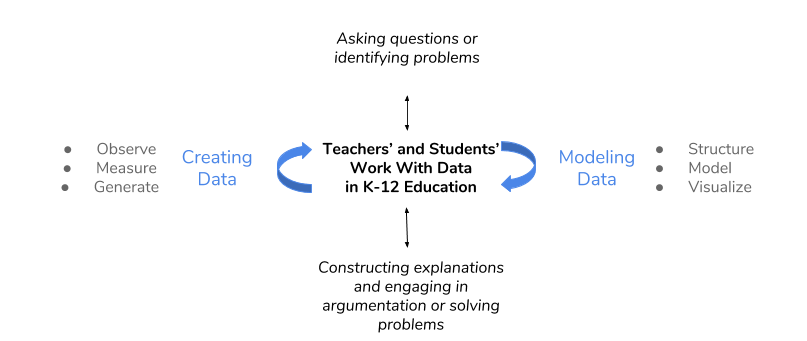 Asking questions or
identifying problems
● Observe
● Measure
● Generate
Creating
Data
Teachers’ and Students’
Work With Data
in K-12 Education
Modeling
Data
● Structure
● Model
● Visualize
Constructing explanations
and engaging in
argumentation or solving
problems